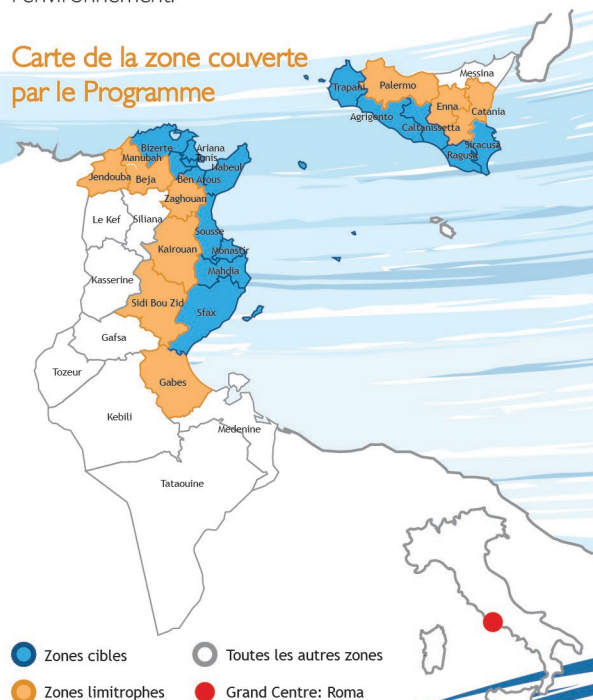 l'environnement.
Carte de la zone couverte
par le Programme
Messina
Trapani
Palermo
Enna
Catania
Agrigento
Caltanissetta
Siracusa
Ragusa
Bizerte
Ariana
Tunis
Manubah
Nabeul
Jendouba
Beja
Ben Arous
Zaghouan
Le Kef
Siliana
Sousse
Kairouan
Monastir
Mahdia
Kasserine
Sidi Bou Zid
Sfax
Gafsa
Tozeur
Gabes
Kebili
Medenine
Tataouine
Zones cibles
Toutes les autres zones
Zones limitrophes
Grand Centre: Roma